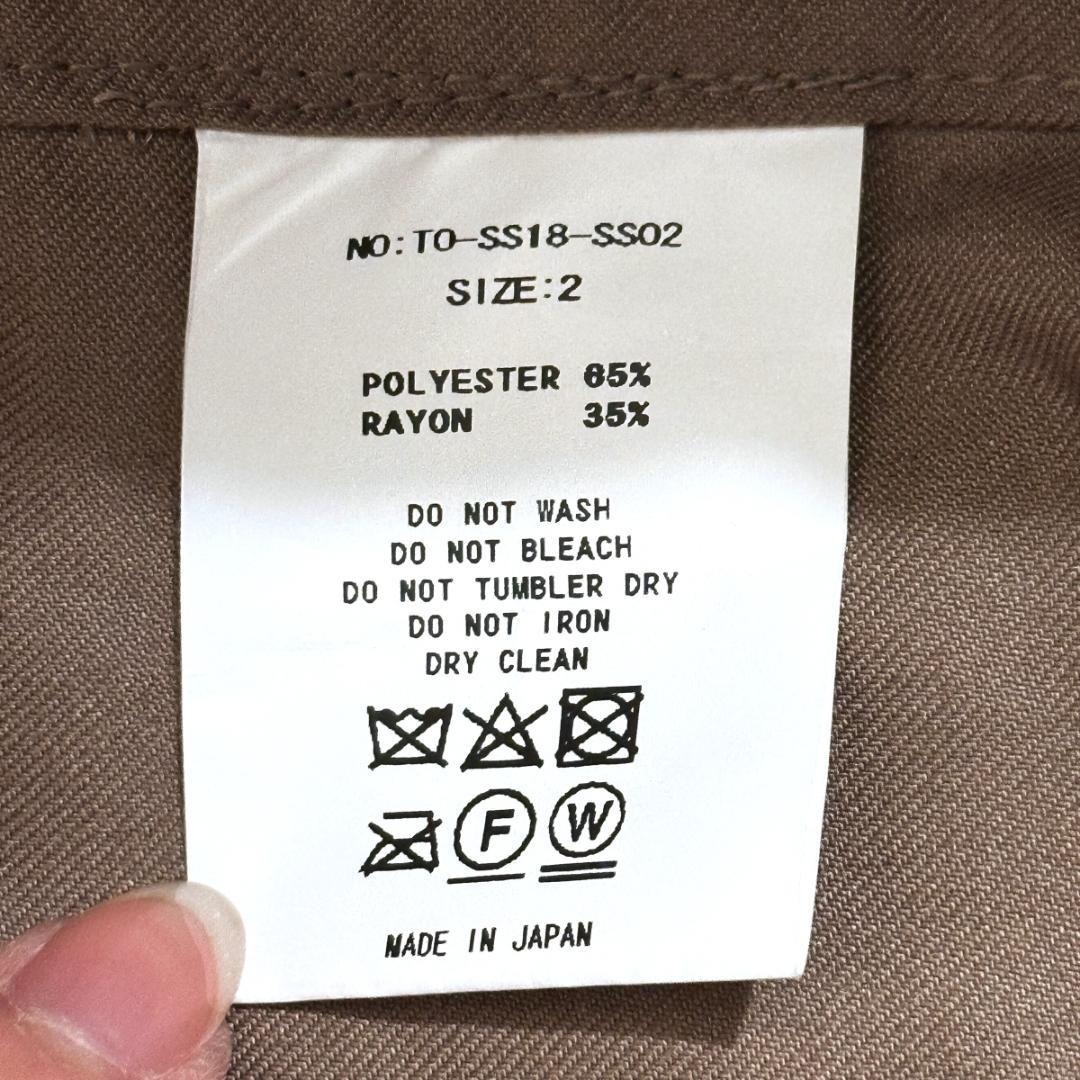 NO:TO-SS18-SS02
SIZE:2
POLYESTER 65%
RAYON 35%
DO NOT WASH
DO NOT BLEACH
DO NOT TUMBLER DRY
DO NOT IRON
DRY CLEAN
F W
MADE IN JAPAN